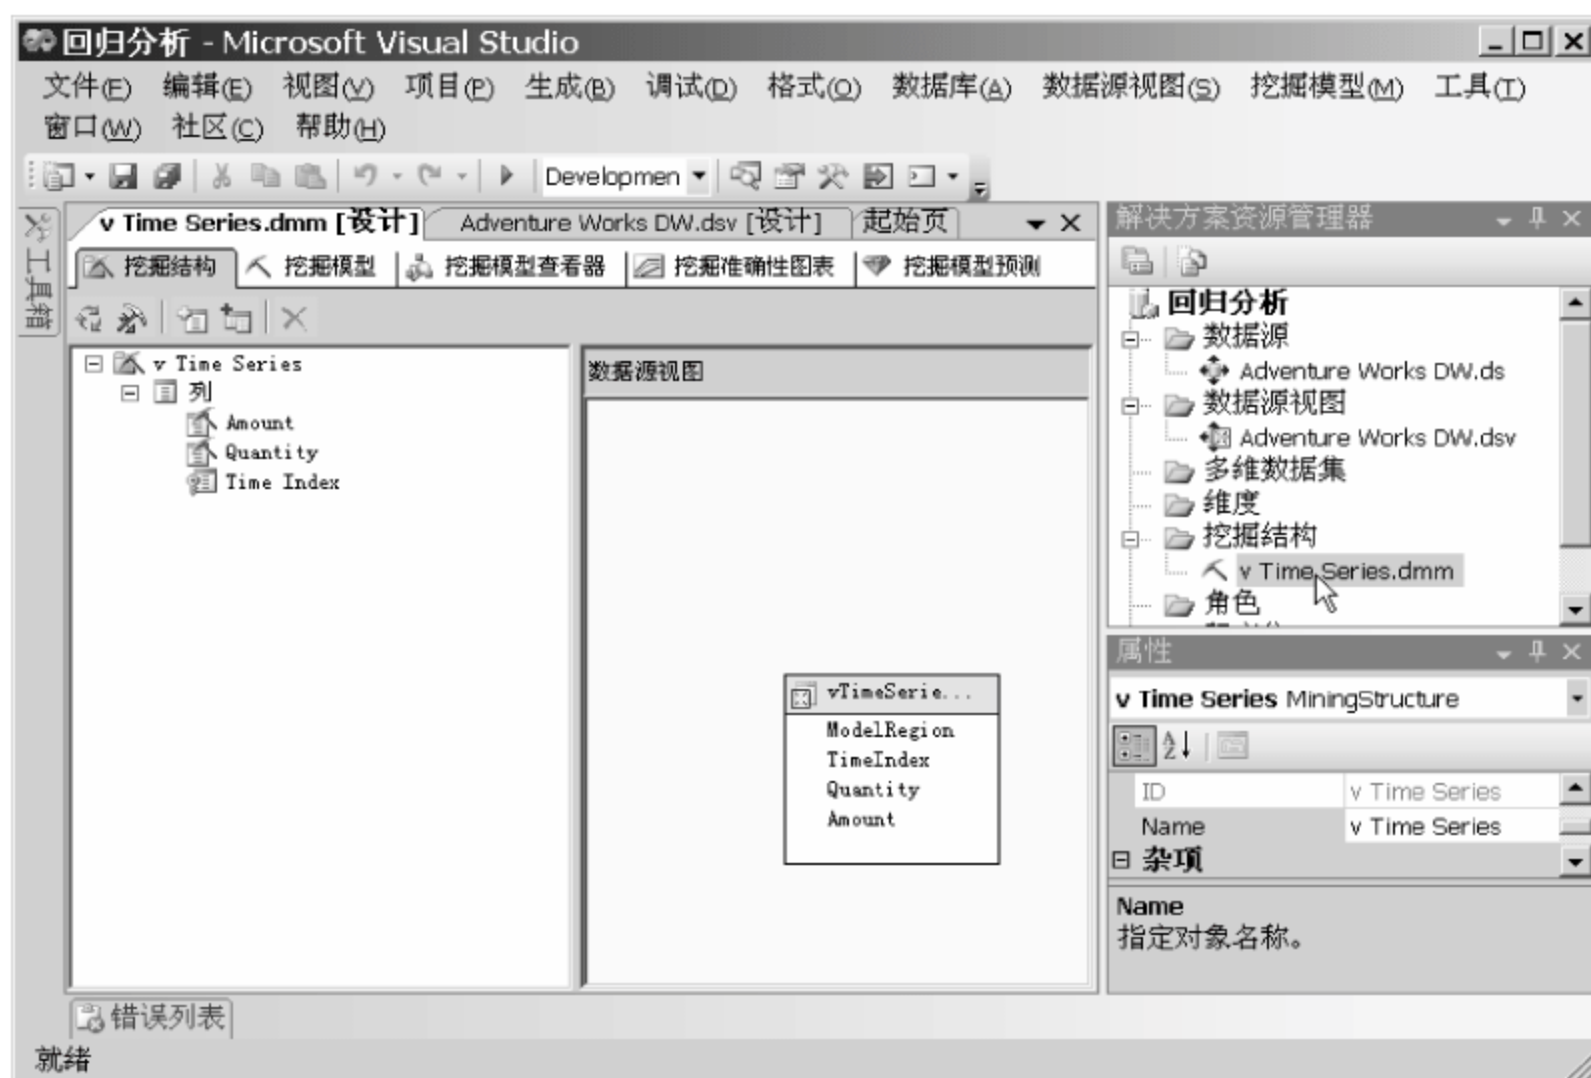 回归分析 - Microsoft Visual Studio
文件(F) 编辑(E) 视图(V) 项目(P) 生成(B) 调试(D) 格式(O) 数据库(A) 数据源视图(S) 挖掘模型(M) 工具(T)
窗口(W) 社区(C) 帮助(H)
Developmen
工具箱
v Time Series.dmm [设计] Adventure Works DW.dsv [设计] 起始页
挖掘结构 挖掘模型 挖掘模型查看器 挖掘准确性图表 挖掘模型预测
v Time Series
列
Amount
Quantity
Time Index
数据源视图
vTimeSerie...
ModelRegion
TimeIndex
Quantity
Amount
解决方案资源管理器
回归分析
数据源
Adventure Works DW.ds
数据源视图
Adventure Works DW.dsv
多维数据集
维度
挖掘结构
v Time Series.dmm
角色
属性
v Time Series MiningStructure
ID v Time Series
Name v Time Series
杂项
Name
指定对象名称。
错误列表
就绪